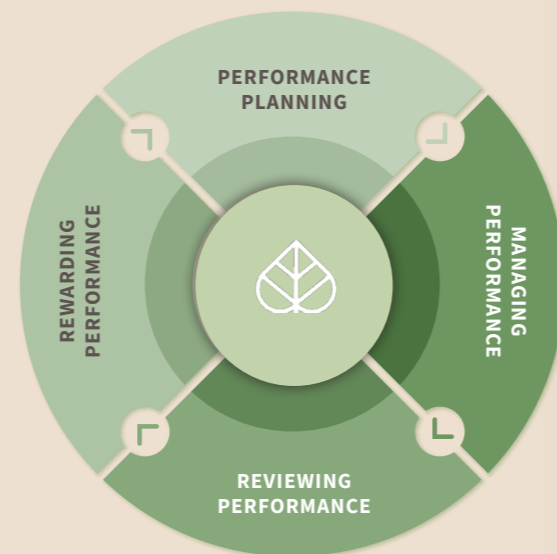 PERFORMANCE
PLANNING
MANAGING
PERFORMANCE
REVIEWING
PERFORMANCE
REWARDING
PERFORMANCE